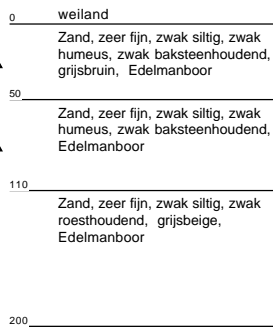 0 weiland
Zand, zeer fijn, zwak siltig, zwak
humeus, zwak baksteenhoudend,
grijsbruin, Edelmanboor
50
Zand, zeer fijn, zwak siltig, zwak
humeus, zwak baksteenhoudend,
Edelmanboor
110
Zand, zeer fijn, zwak siltig, zwak
roesthoudend, grijsbeige,
Edelmanboor
200